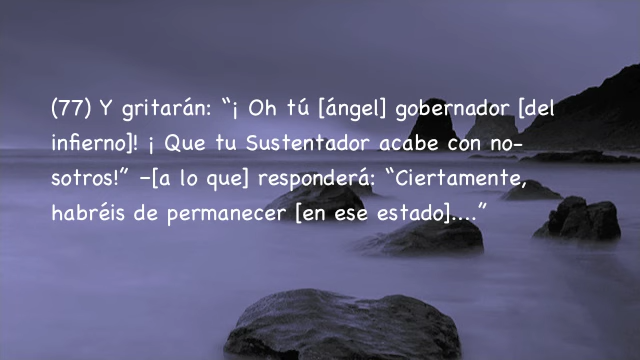 (77) Y gritarán: “¡ Oh tú [ángel] gobernador [del
infierno]! ¡ Que tu Sustentador acabe con no-
sotros!” —[a lo que] responderá: “Ciertamente,
habréis de permanecer [en ese estado]....”